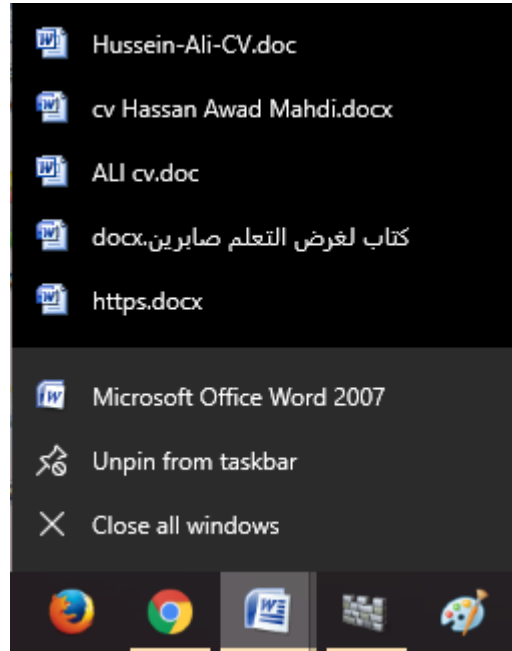 Hussein-Ali-CV.doc
cv Hassan Awad Mahdi.docx
ALI cv.doc
كتاب لغرض التعلم صابرين.docx
https.docx
Microsoft Office Word 2007
Unpin from taskbar
Close all windows